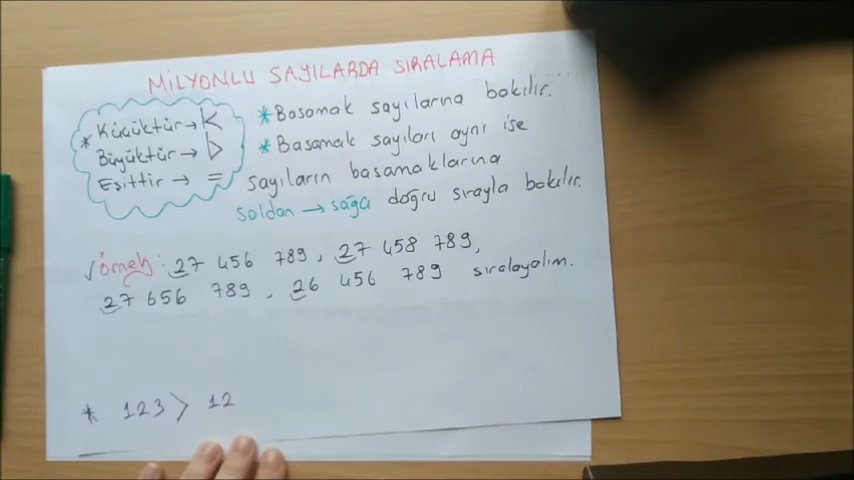 MİLYONLU SAYILARDA SIRALAMA
* Küçüktür → K
Büyüktür → b
Eşittir → =
* Basamak sayılarına bakılır.
* Basamak sayıları aynı ise
sayıların basamaklarına
soldan → sağa doğru sırayla bakılır.
√ Örnek: 27 456 789, 27 458 789,
27 656 789, 26 456 789 sıralayalım.
* 123 > 12